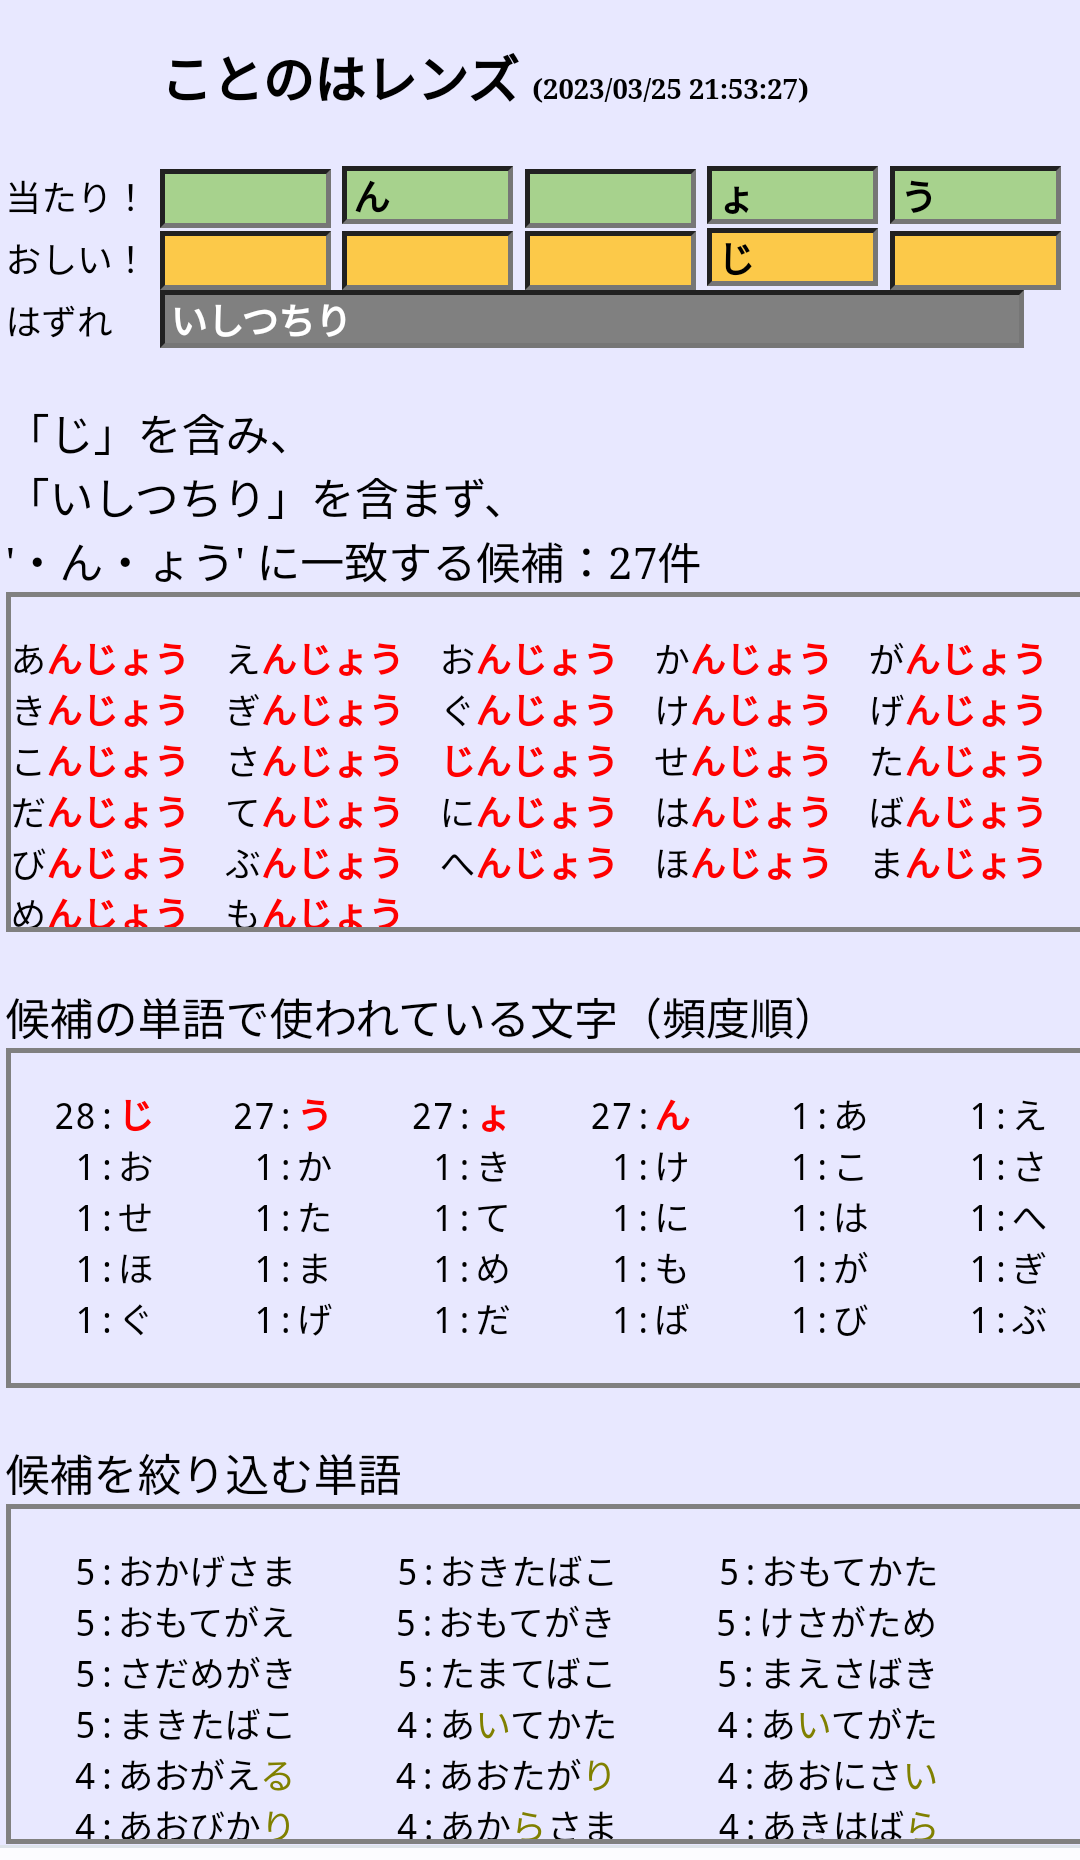 ことのはレンズ (2023/03/25 21:53:27)
当たり！ ん ょ う
おしい！ じ
はずれ いしつちり
「じ」を含み、
「いしつちり」を含まず、
'・ん・ょう' に一致する候補：27件
あんじょう えんじょう おんじょう かんじょう がんじょう
きんじょう ぎんじょう ぐんじょう けんじょう げんじょう
こんじょう さんじょう じんじょう せんじょう たんじょう
だんじょう てんじょう にんじょう はんじょう ばんじょう
びんじょう ぶんじょう へんじょう ほんじょう まんじょう
めんじょう もんじょう
候補の単語で使われている文字（頻度順）
28:じ 27:う 27:ょ 27:ん 1:あ 1:え
1:お 1:か 1:き 1:け 1:こ 1:さ
1:せ 1:た 1:て 1:に 1:は 1:へ
1:ほ 1:ま 1:め 1:も 1:が 1:ぎ
1:ぐ 1:げ 1:だ 1:ば 1:び 1:ぶ
候補を絞り込む単語
5:おかげさま 5:おきたばこ 5:おもてかた
5:おもてがえ 5:おもてがき 5:けさがため
5:さだめがき 5:たまてばこ 5:まえさばき
5:まきたばこ 4:あいてかた 4:あいてがた
4:あおがえる 4:あおたがり 4:あおにさい
4:あおびかり 4:あからさま 4:あきはばら